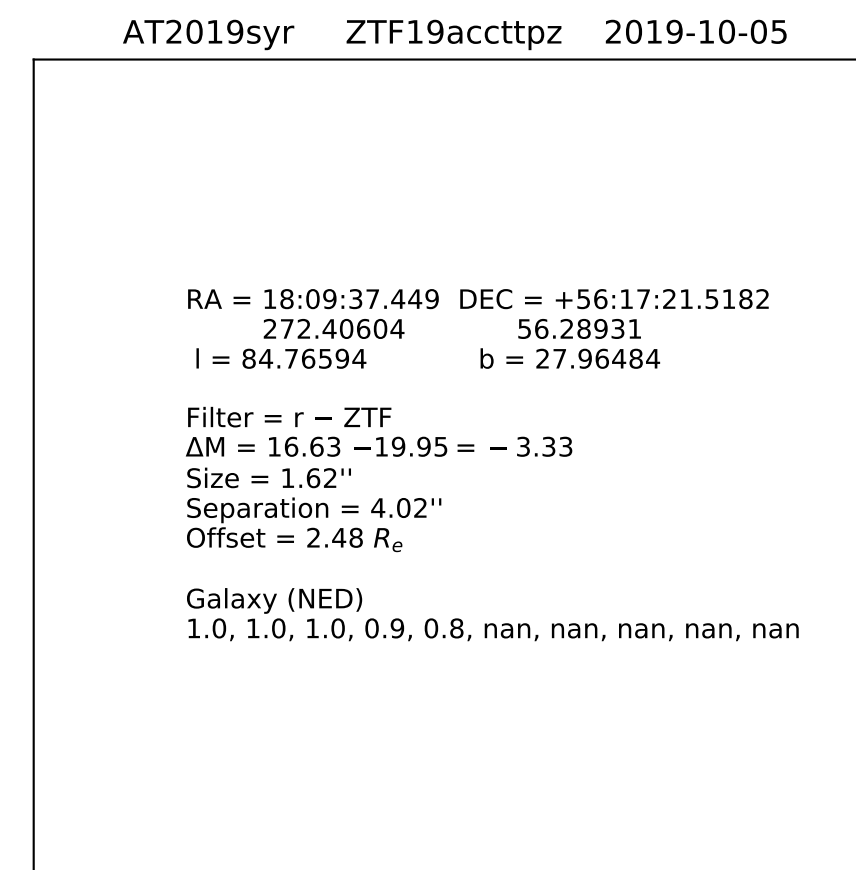 AT2019syr ZTF19accttpz 2019-10-05
RA = 18:09:37.449 DEC = +56:17:21.5182
272.40604 56.28931
l = 84.76594 b = 27.96484
Filter = r − ZTF
ΔM = 16.63 −19.95 = − 3.33
Size = 1.62''
Separation = 4.02''
Offset = 2.48 Re
Galaxy (NED)
1.0, 1.0, 1.0, 0.9, 0.8, nan, nan, nan, nan, nan